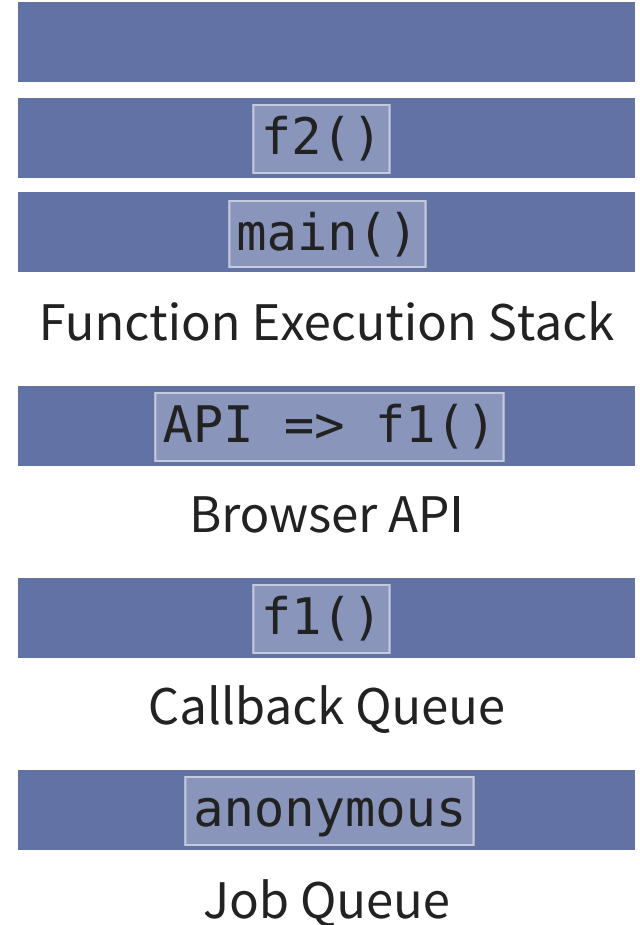 f2()
main()
Function Execution Stack
API => f1()
Browser API
f1()
Callback Queue
anonymous
Job Queue